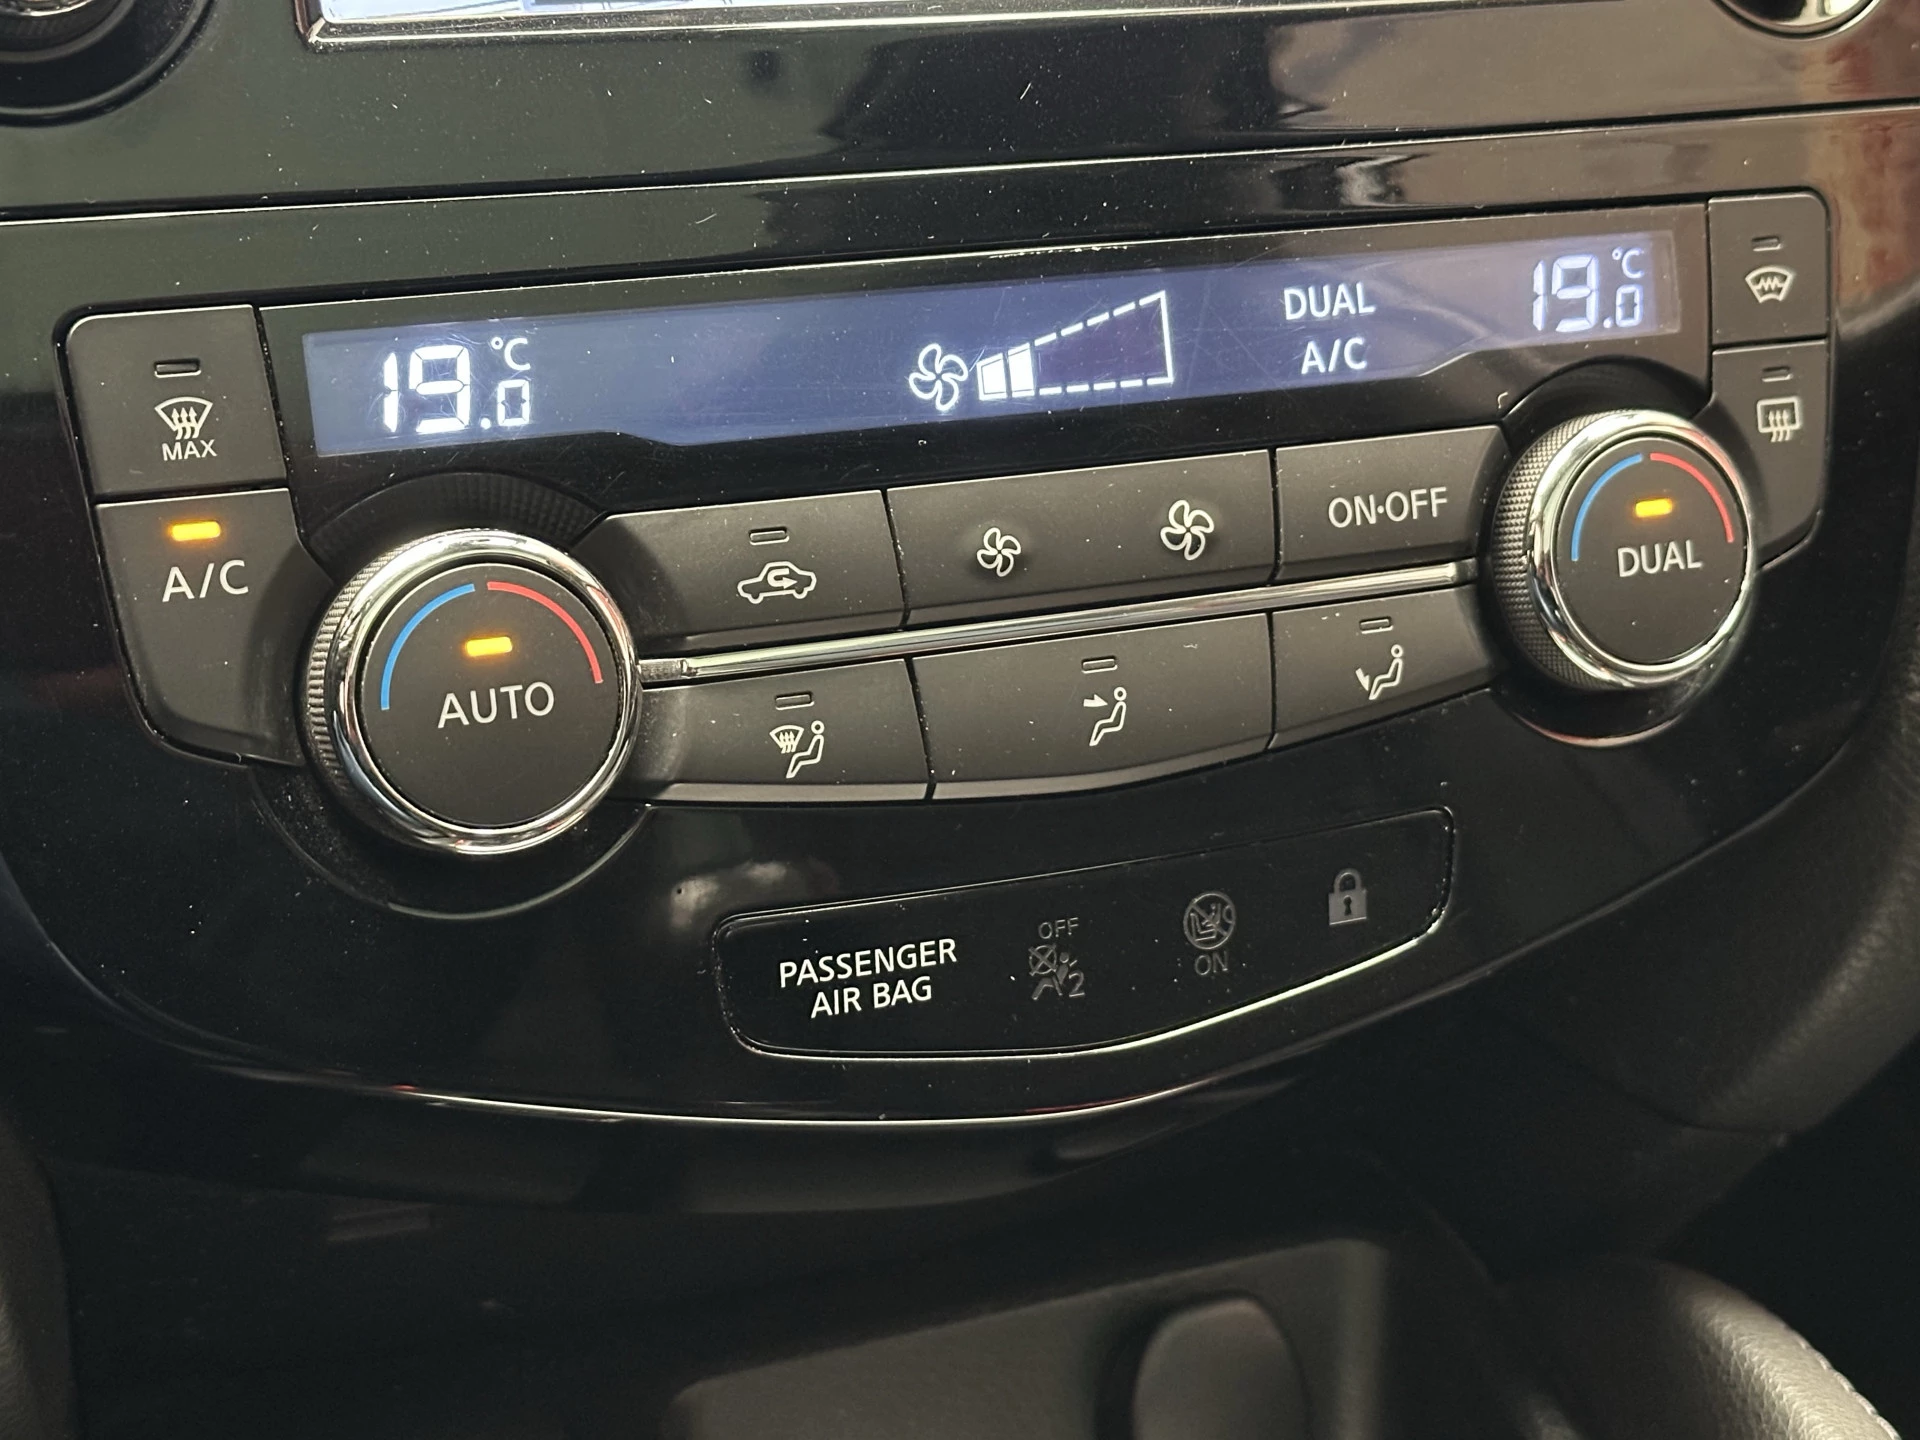 19.0 °C
DUAL
A/C
19.0 °C
MAX
A/C
AUTO
ON•OFF
DUAL
PASSENGER
AIR BAG
OFF
2
ON